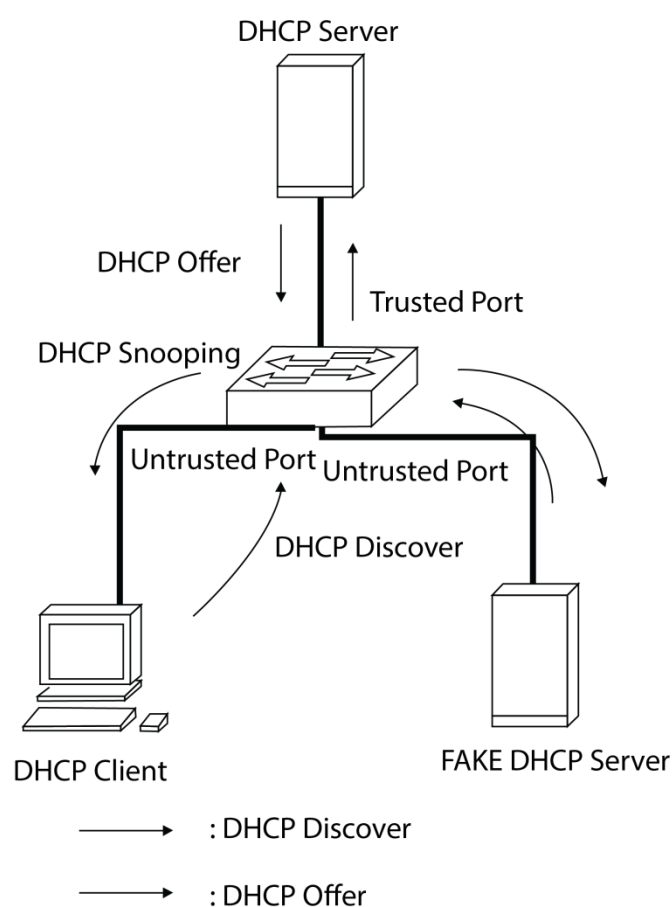 DHCP Server
DHCP Offer
Trusted Port
DHCP Snooping
Untrusted Port
Untrusted Port
DHCP Discover
DHCP Client
FAKE DHCP Server
: DHCP Discover
: DHCP Offer